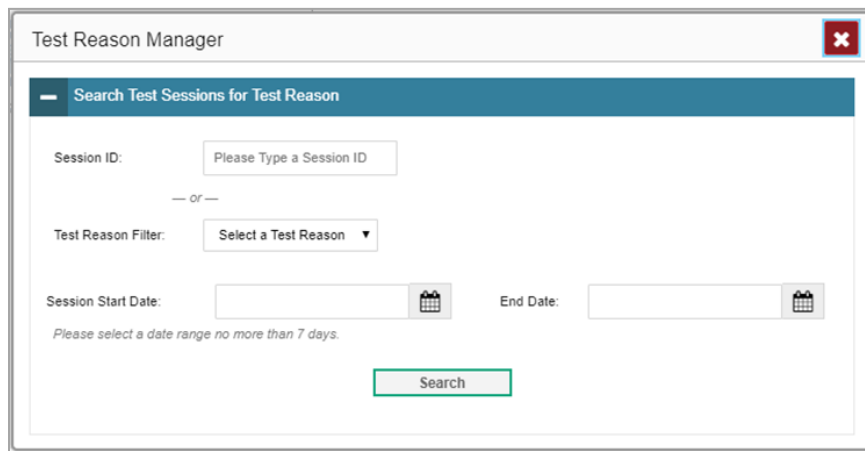 Test Reason Manager
Search Test Sessions for Test Reason
Session ID: Please Type a Session ID
— or —
Test Reason Filter: Select a Test Reason
Session Start Date: End Date:
Please select a date range no more than 7 days.
Search